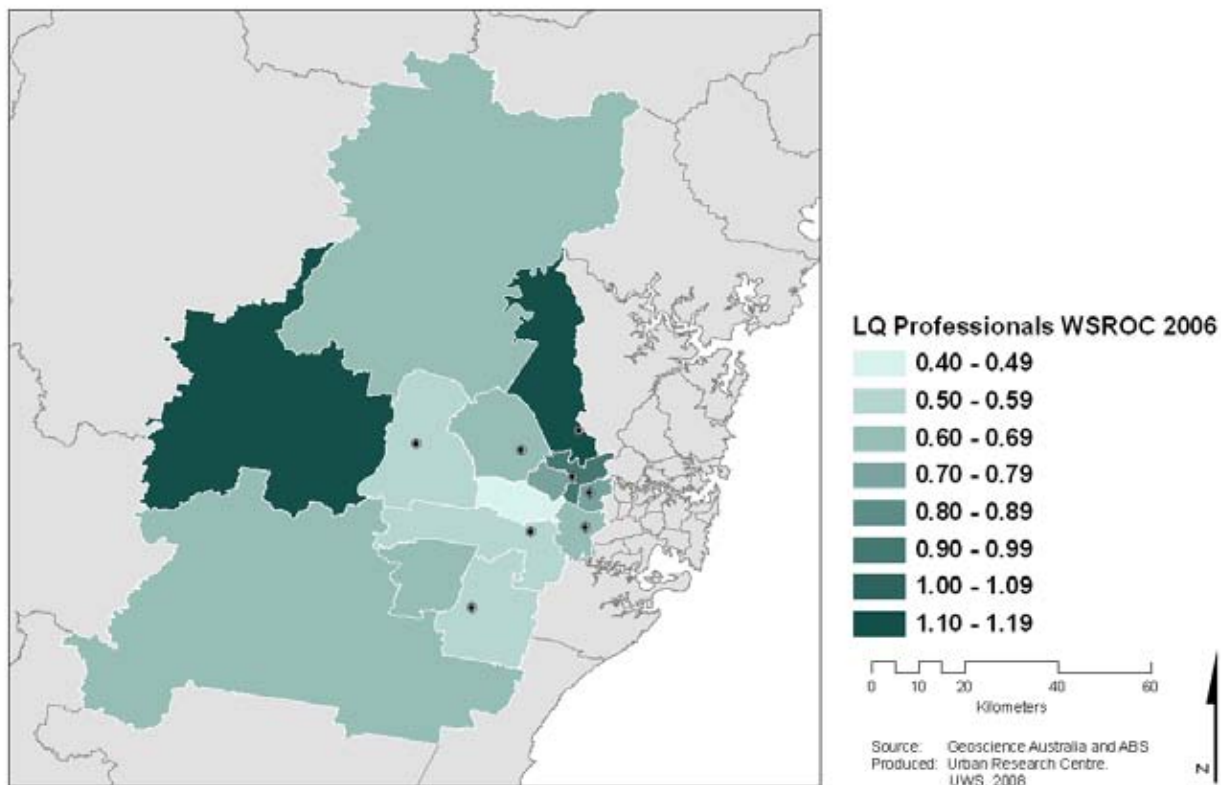 LQ Professionals WSROC 2006
0.40 - 0.49
0.50 - 0.59
0.60 - 0.69
0.70 - 0.79
0.80 - 0.89
0.90 - 0.99
1.00 - 1.09
1.10 - 1.19
0 10 20 40 60
Kilometers
Source: Geoscience Australia and ABS
Produced: Urban Research Centre.
UWS, 2008
N